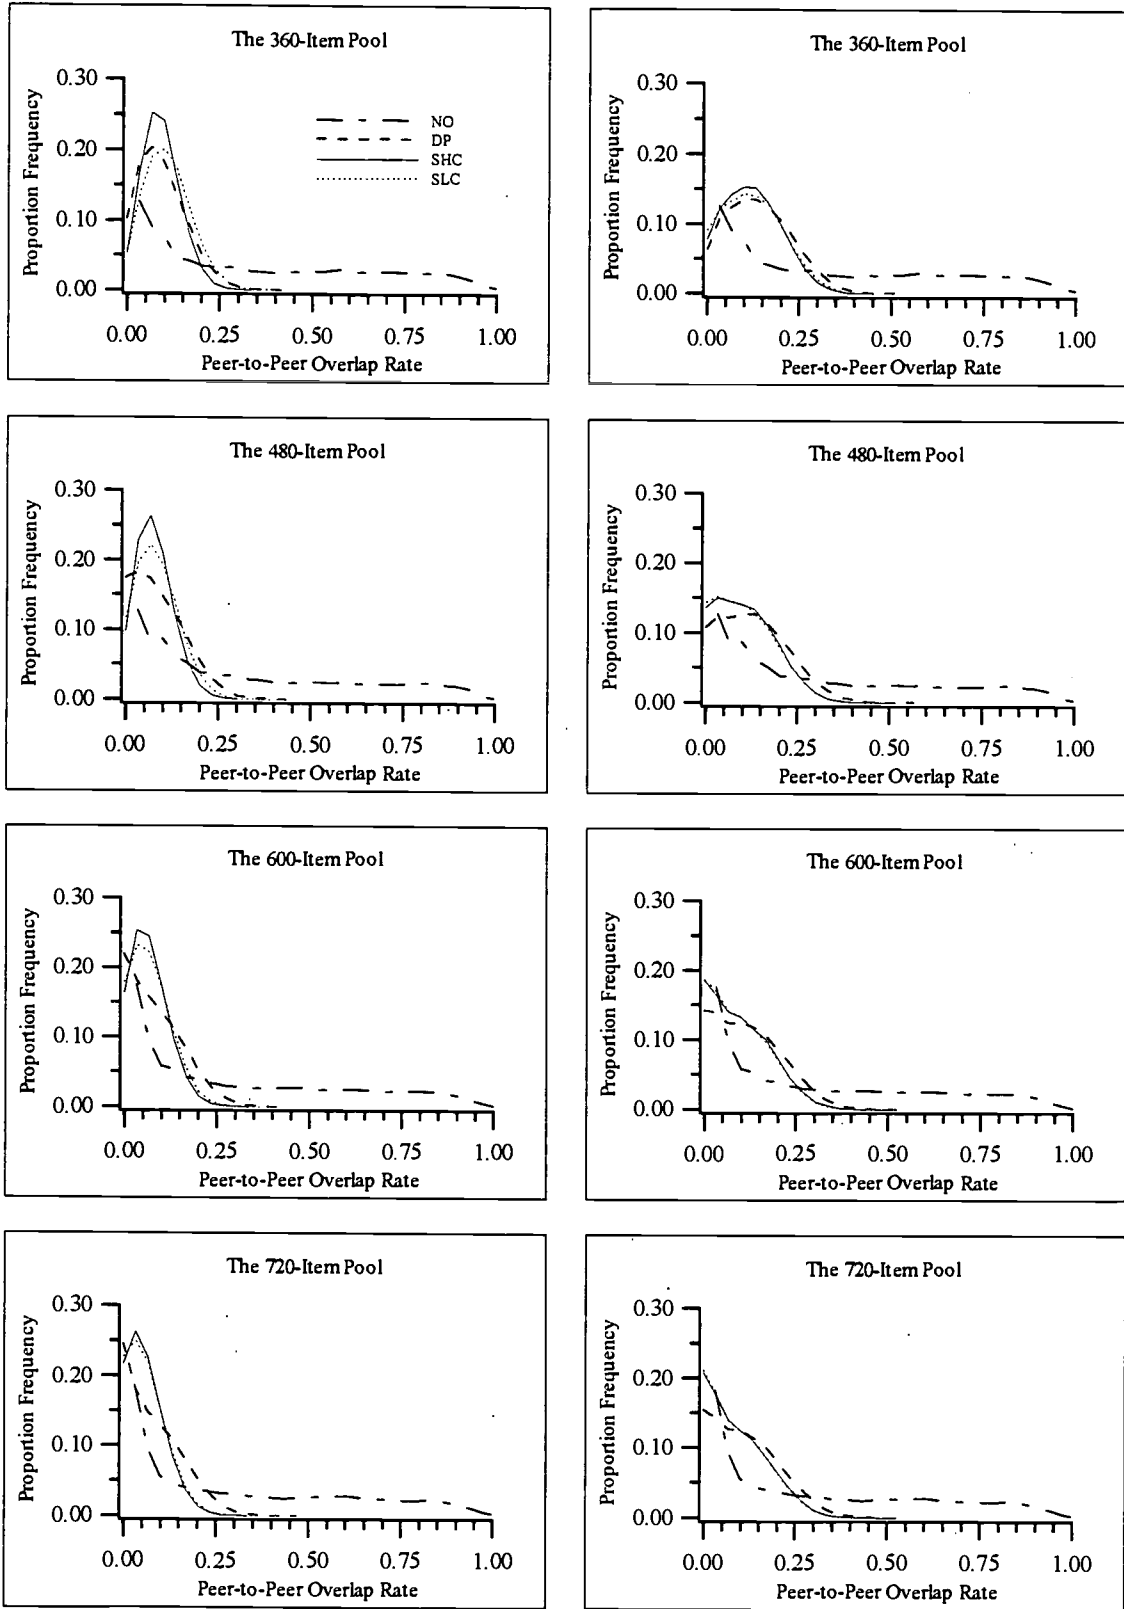 The 360-Item Pool
Proportion Frequency
0.30
0.20
0.10
0.00
NO
DP
SHC
SLC
0.00 0.25 0.50 0.75 1.00
Peer-to-Peer Overlap Rate
The 360-Item Pool
Proportion Frequency
0.30
0.20
0.10
0.00
0.00 0.25 0.50 0.75 1.00
Peer-to-Peer Overlap Rate
The 480-Item Pool
Proportion Frequency
0.30
0.20
0.10
0.00
0.00 0.25 0.50 0.75 1.00
Peer-to-Peer Overlap Rate
The 480-Item Pool
Proportion Frequency
0.30
0.20
0.10
0.00
0.00 0.25 0.50 0.75 1.00
Peer-to-Peer Overlap Rate
The 600-Item Pool
Proportion Frequency
0.30
0.20
0.10
0.00
0.00 0.25 0.50 0.75 1.00
Peer-to-Peer Overlap Rate
The 600-Item Pool
Proportion Frequency
0.30
0.20
0.10
0.00
0.00 0.25 0.50 0.75 1.00
Peer-to-Peer Overlap Rate
The 720-Item Pool
Proportion Frequency
0.30
0.20
0.10
0.00
0.00 0.25 0.50 0.75 1.00
Peer-to-Peer Overlap Rate
The 720-Item Pool
Proportion Frequency
0.30
0.20
0.10
0.00
0.00 0.25 0.50 0.75 1.00
Peer-to-Peer Overlap Rate